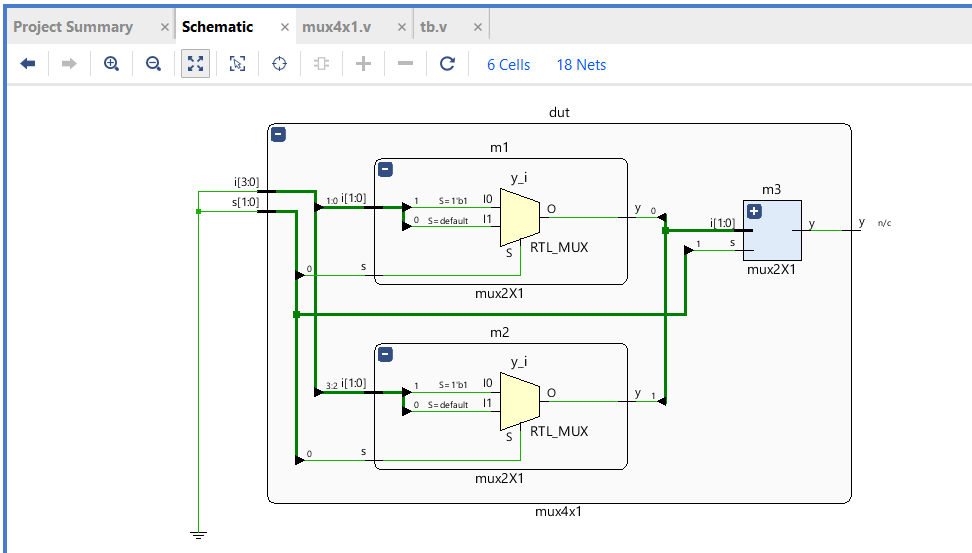 Project Summary × Schematic × mux4x1.v × tb.v ×
6 Cells 18 Nets
dut
m1
y_i
i[3:0]
s[1:0]
1:0 i[1:0] 1 S=1'b1 I0
0 S=default I1
O
y 0
S RTL_MUX
0 s
mux2X1
m3
i[1:0]
1 s
y
y n/c
mux2X1
m2
y_i
3:2 i[1:0] 1 S=1'b1 I0
0 S=default I1
O
y 1
S RTL_MUX
0 s
mux2X1
mux4x1